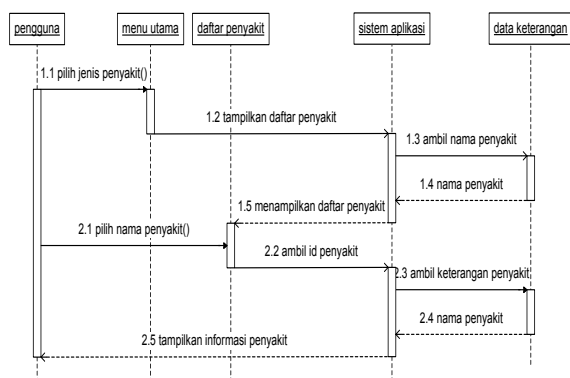 pengguna
menu utama
daftar penyakit
sistem aplikasi
data keterangan
1.1 pilih jenis penyakit()
1.2 tampilkan daftar penyakit
1.3 ambil nama penyakit
1.4 nama penyakit
1.5 menampilkan daftar penyakit
2.1 pilih nama penyakit()
2.2 ambil id penyakit
2.3 ambil keterangan penyakit
2.4 nama penyakit
2.5 tampilkan informasi penyakit